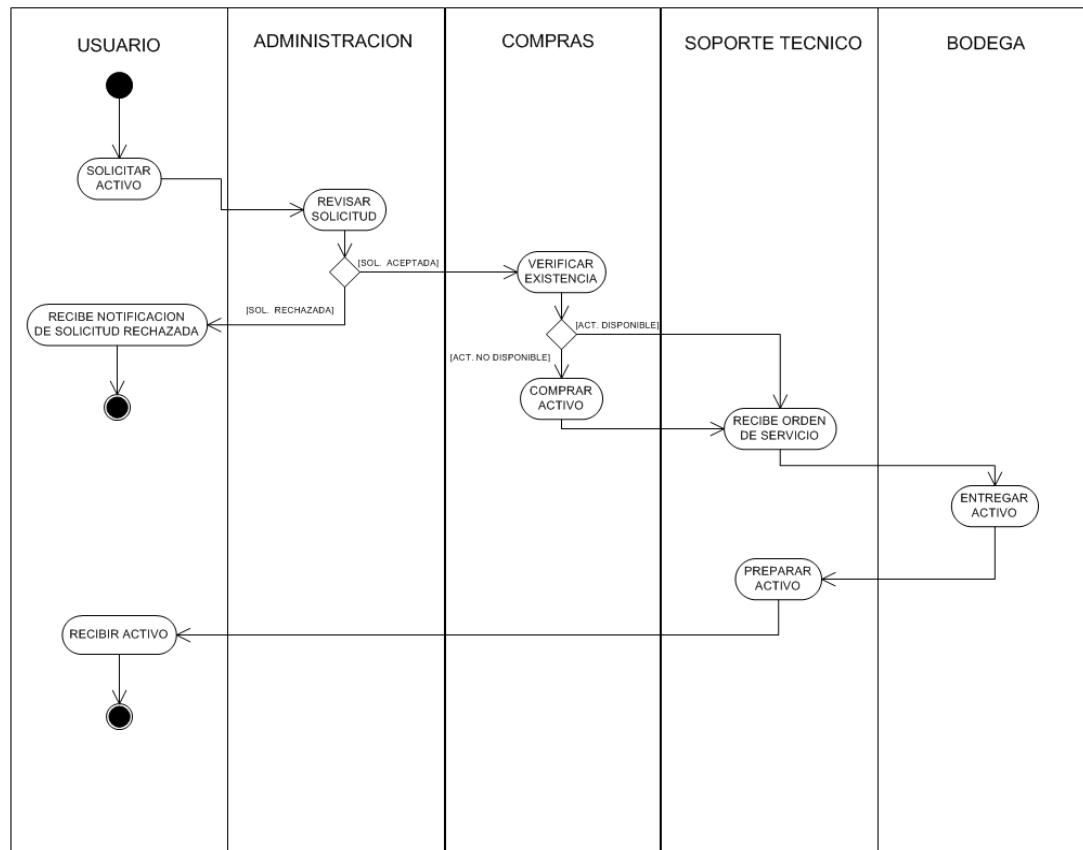 USUARIO
ADMINISTRACION
COMPRAS
SOPORTE TECNICO
BODEGA
SOLICITAR
ACTIVO
REVISAR
SOLICITUD
[SOL. ACEPTADA]
VERIFICAR
EXISTENCIA
RECIBE NOTIFICACION
DE SOLICITUD RECHAZADA
[SOL. RECHAZADA]
[ACT. DISPONIBLE]
[ACT. NO DISPONIBLE]
COMPRAR
ACTIVO
RECIBE ORDEN
DE SERVICIO
ENTREGAR
ACTIVO
PREPARAR
ACTIVO
RECIBIR ACTIVO